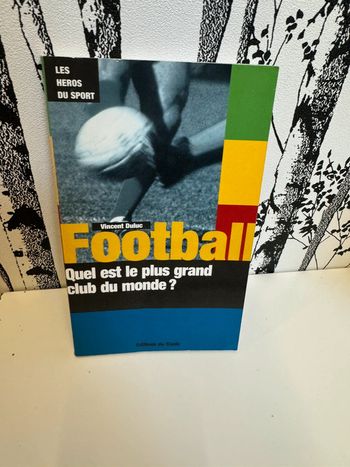 LES
HEROS
DU SPORT
Vincent Duluc
Football
Quel est le plus grand
club du monde ?